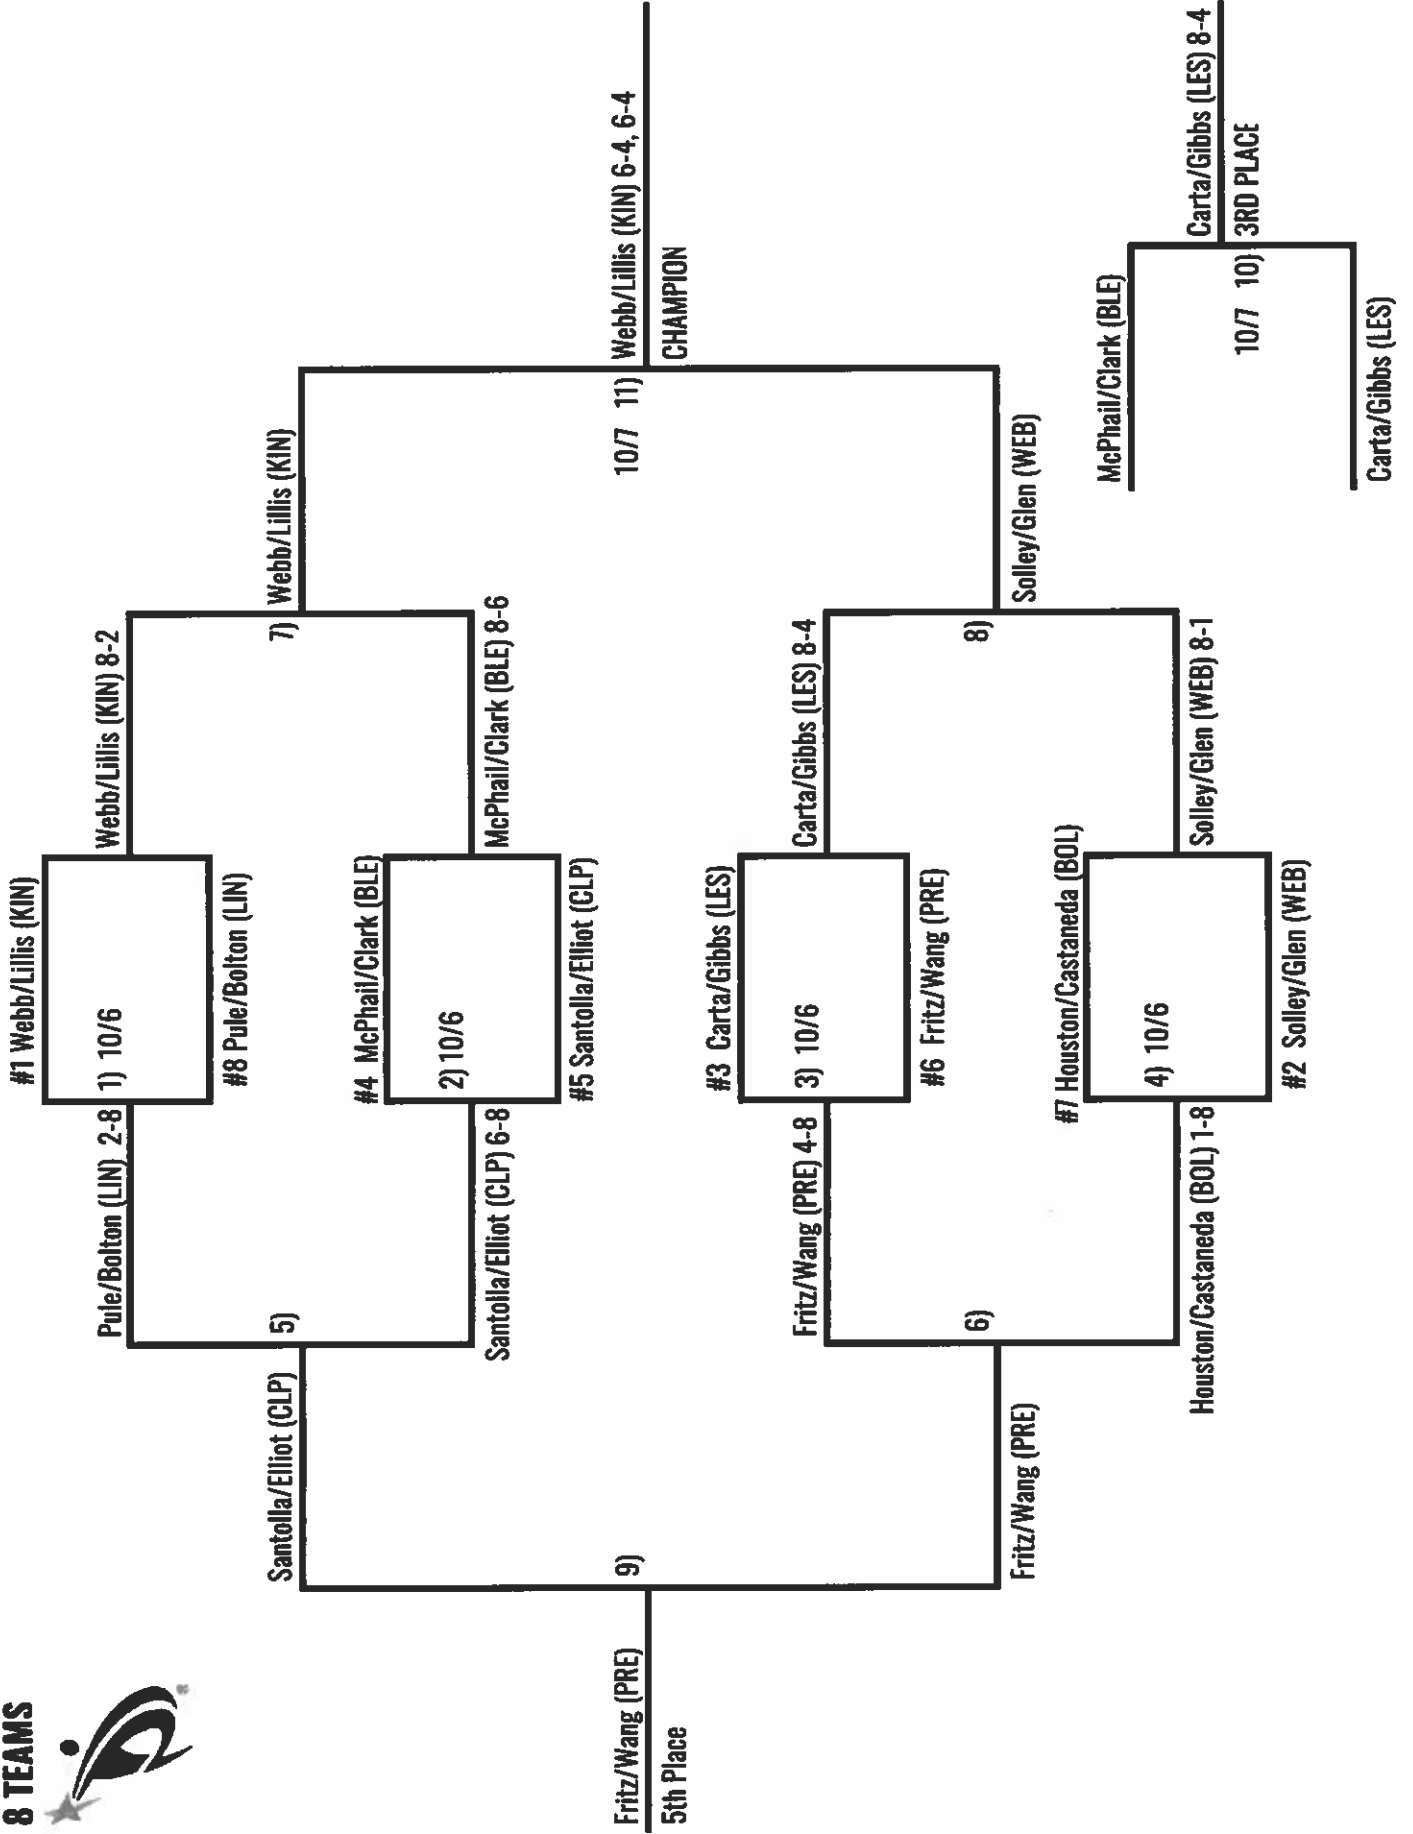 8 TEAMS
#1 Webb/Lillis (KIN)
Pule/Bolton (LIN) 2-8
1) 10/6
Webb/Lillis (KIN) 8-2
#8 Pule/Bolton (LIN)
Santolla/Elliot (CLP)
5)
7)
Webb/Lillis (KIN)
#4 McPhail/Clark (BLE)
2) 10/6
Santolla/Elliot (CLP) 6-8
McPhail/Clark (BLE) 8-6
#5 Santolla/Elliot (CLP)
Fritz/Wang (PRE)
5th Place
9)
10/7 11)
Webb/Lillis (KIN) 6-4, 6-4
CHAMPION
#3 Carta/Gibbs (LES)
Fritz/Wang (PRE) 4-8
3) 10/6
Carta/Gibbs (LES) 8-4
#6 Fritz/Wang (PRE)
6)
8)
Fritz/Wang (PRE)
Solley/Glen (WEB)
#7 Houston/Castaneda (BOL)
4) 10/6
Houston/Castaneda (BOL) 1-8
Solley/Glen (WEB) 8-1
#2 Solley/Glen (WEB)
McPhail/Clark (BLE)
Carta/Gibbs (LES) 8-4
10/7 10)
3RD PLACE
Carta/Gibbs (LES)